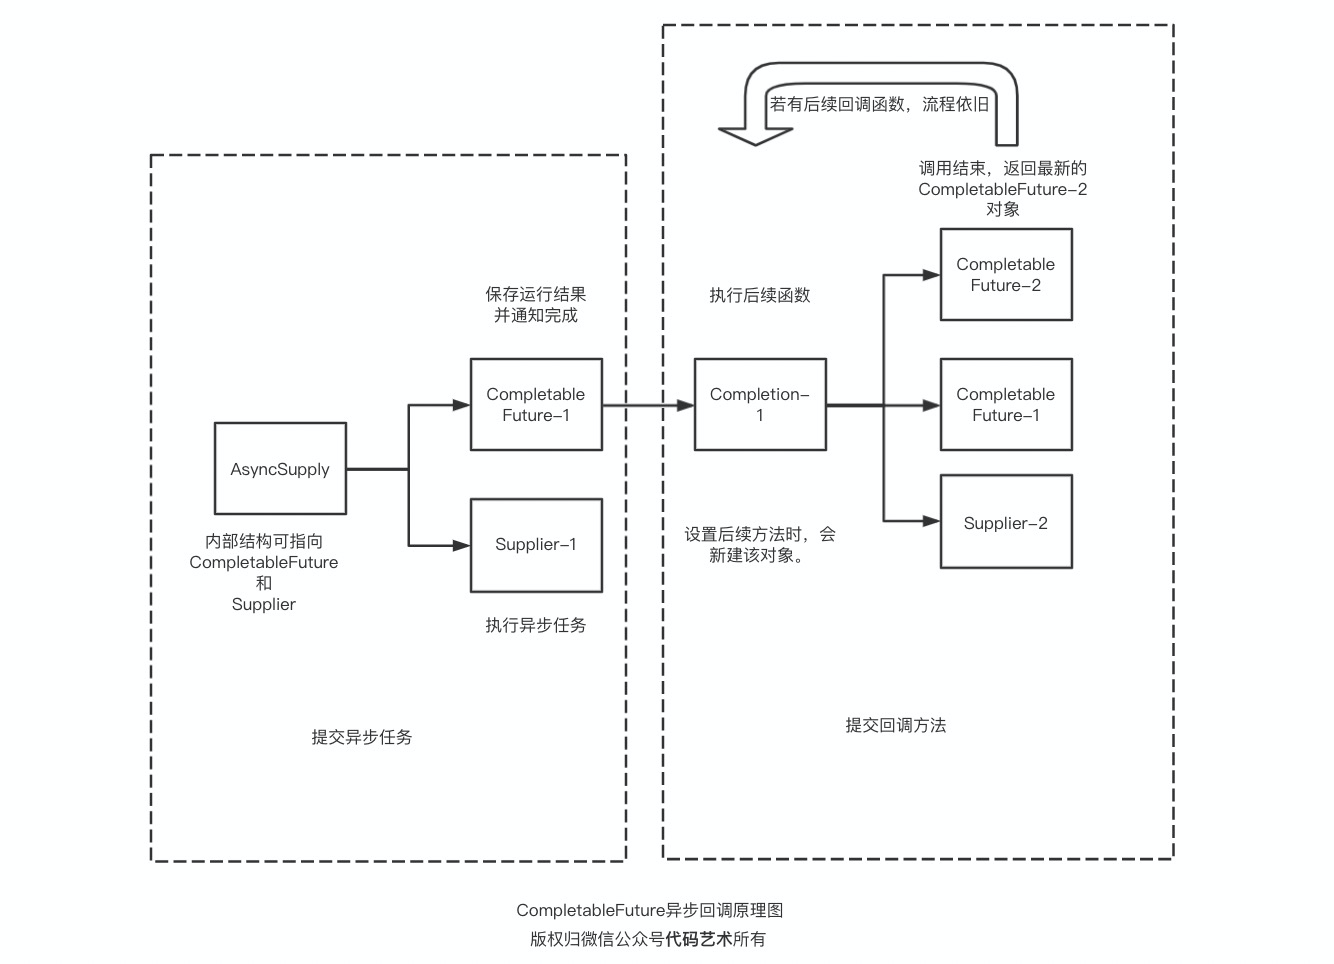 若有后续回调函数，流程依旧
调用结束，返回最新的
CompletableFuture-2
对象
Completable
Future-2
保存运行结果
并通知完成
执行后续函数
Completable
Future-1
Completion-
1
Completable
Future-1
AsyncSupply
Supplier-1
Supplier-2
内部结构可指向
CompletableFuture
和
Supplier
设置后续方法时，会
新建该对象。
执行异步任务
提交异步任务
提交回调方法
CompletableFuture异步回调原理图
版权归微信公众号代码艺术所有